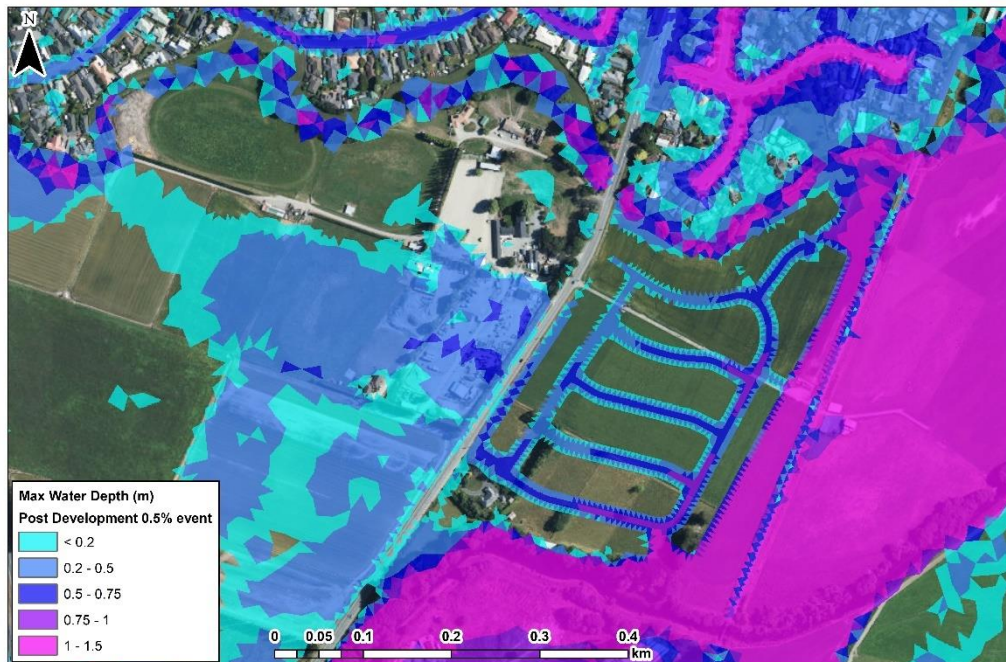 N
Max Water Depth (m)
Post Development 0.5% event
< 0.2
0.2 - 0.5
0.5 - 0.75
0.75 - 1
1 - 1.5
0 0.05 0.1 0.2 0.3 0.4
km